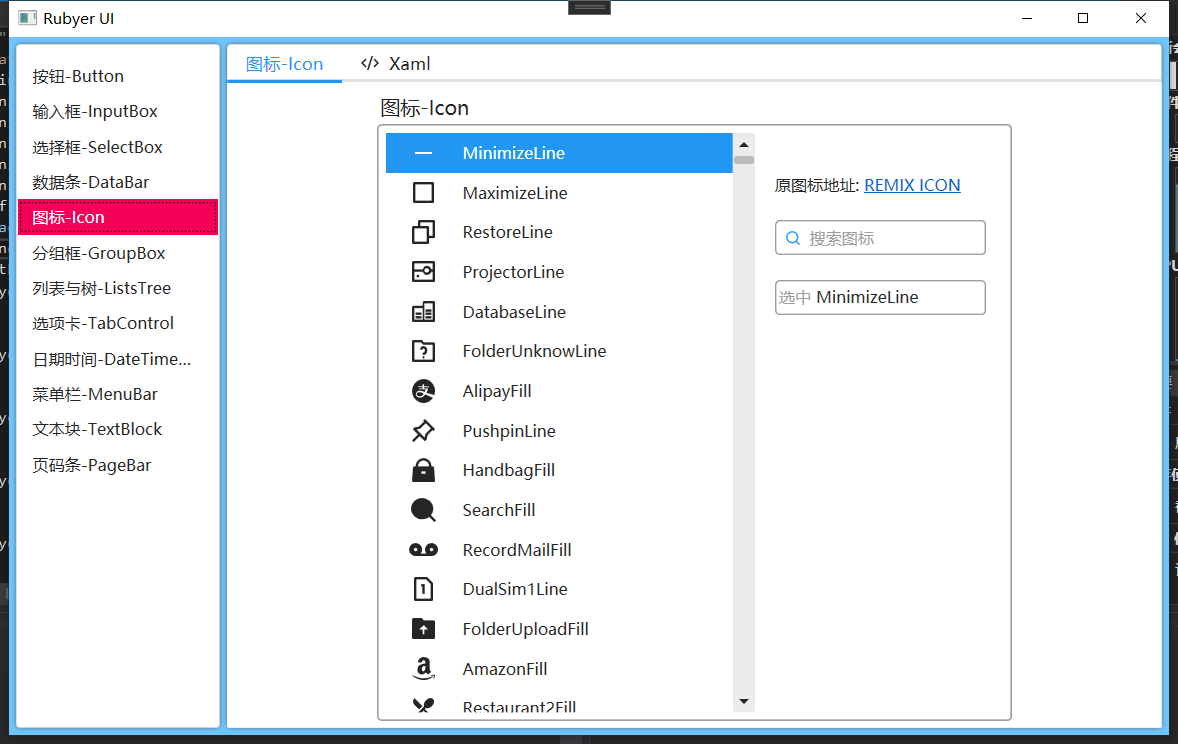 Rubyer UI
按钮-Button
输入框-InputBox
选择框-SelectBox
数据条-DataBar
图标-Icon
分组框-GroupBox
列表与树-ListsTree
选项卡-TabControl
日期时间-DateTime...
菜单栏-MenuBar
文本块-TextBlock
页码条-PageBar
图标-Icon
</> Xaml
图标-Icon
MinimizeLine
MaximizeLine
RestoreLine
ProjectorLine
DatabaseLine
FolderUnknowLine
AlipayFill
PushpinLine
HandbagFill
SearchFill
RecordMailFill
DualSim1Line
FolderUploadFill
AmazonFill
Restaurant2Fill
原图标地址: REMIX ICON
搜索图标
选中 MinimizeLine